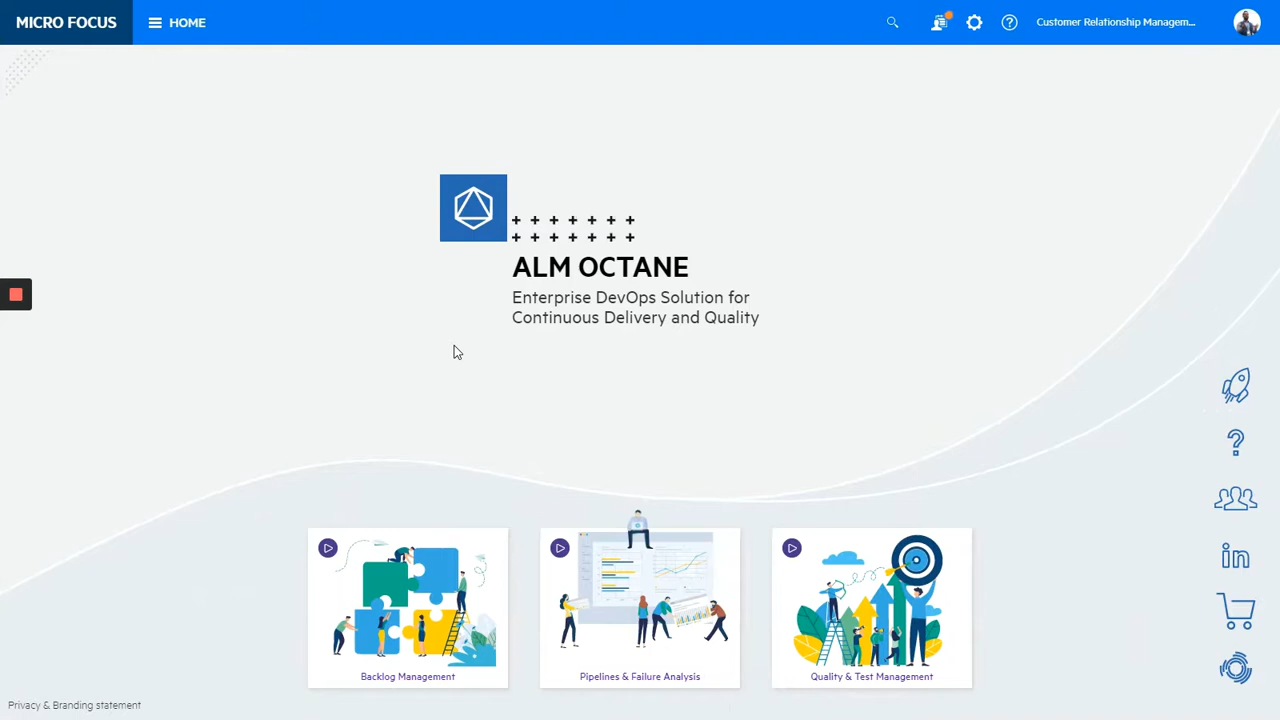 MICRO FOCUS
HOME
Customer Relationship Managem...
ALM OCTANE
Enterprise DevOps Solution for
Continuous Delivery and Quality
Backlog Management
Pipelines & Failure Analysis
Quality & Test Management
Privacy & Branding statement